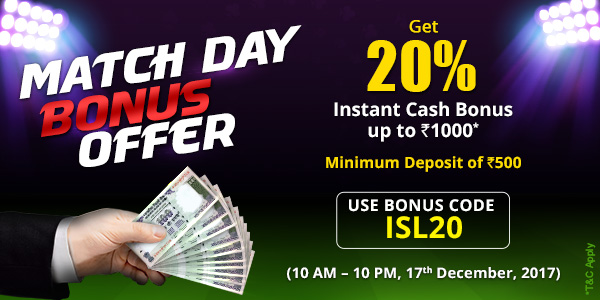 MATCH DAY
BONUS
OFFER
Get
20%
Instant Cash Bonus
up to ₹1000*
Minimum Deposit of ₹500
USE BONUS CODE
ISL20
(10 AM – 10 PM, 17th December, 2017)
*T&C Apply